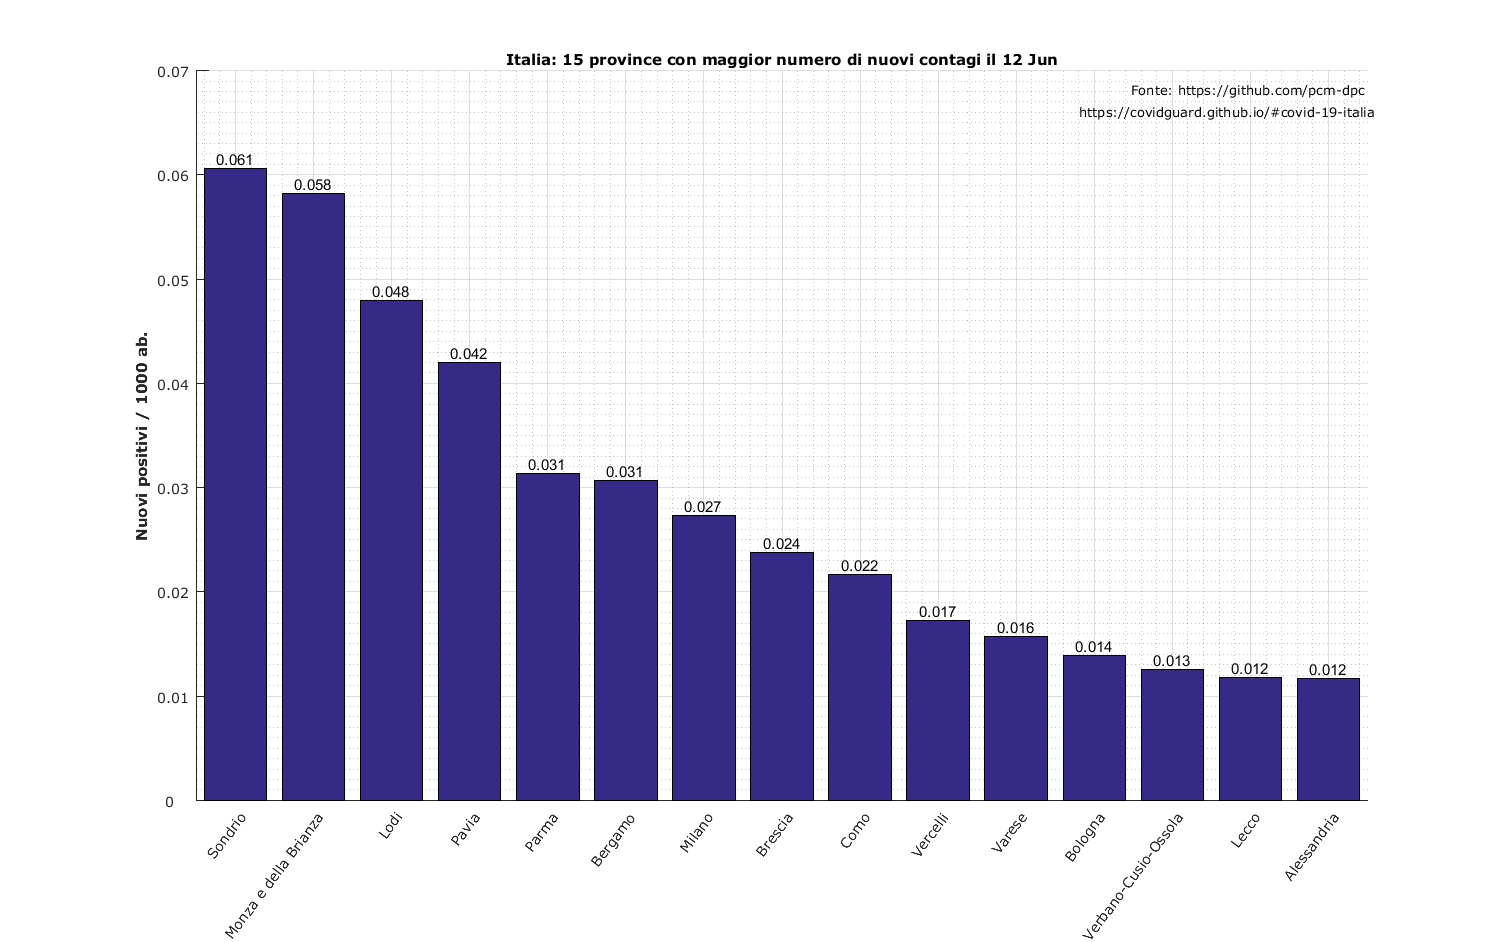 Italia: 15 province con maggior numero di nuovi contagi il 12 Jun
Fonte: https://github.com/pcm-dpc
https://covidguard.github.io/#covid-19-italia
Nuovi positivi / 1000 ab.
0.07
0.06
0.05
0.04
0.03
0.02
0.01
0
0.061
0.058
0.048
0.042
0.031
0.031
0.027
0.024
0.022
0.017
0.016
0.014
0.013
0.012
0.012
Sondrio
Monza e della Brianza
Lodi
Pavia
Parma
Bergamo
Milano
Brescia
Como
Vercelli
Varese
Bologna
Verbano-Cusio-Ossola
Lecco
Alessandria